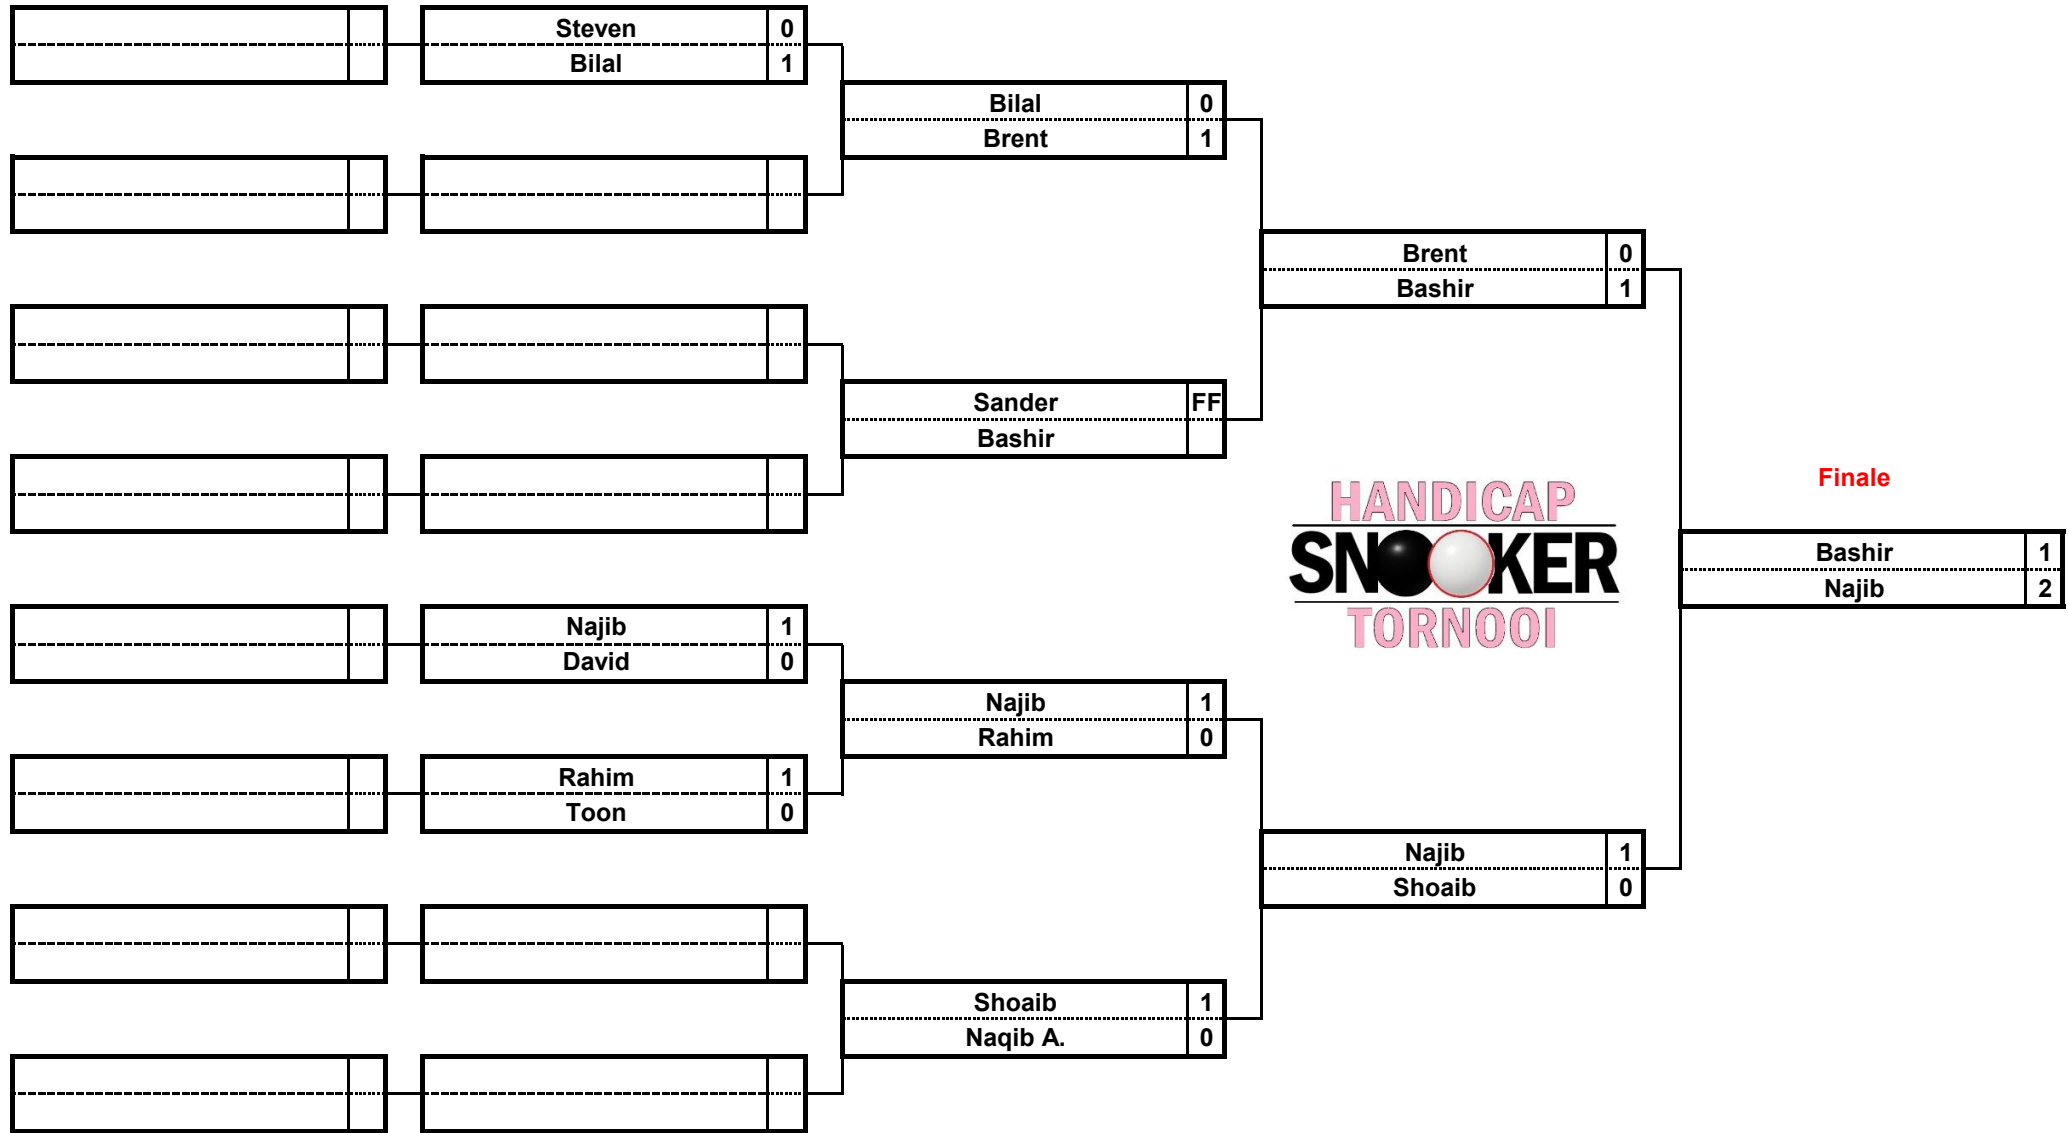 Steven 0
Bilal 1
Bilal 0
Brent 1
Brent 0
Bashir 1
Sander FF
Bashir
Finale
HANDICAP
SNOOKER
TORNOOI
Bashir 1
Najib 2
Najib 1
David 0
Najib 1
Rahim 0
Rahim 1
Toon 0
Najib 1
Shoaib 0
Shoaib 1
Naqib A. 0